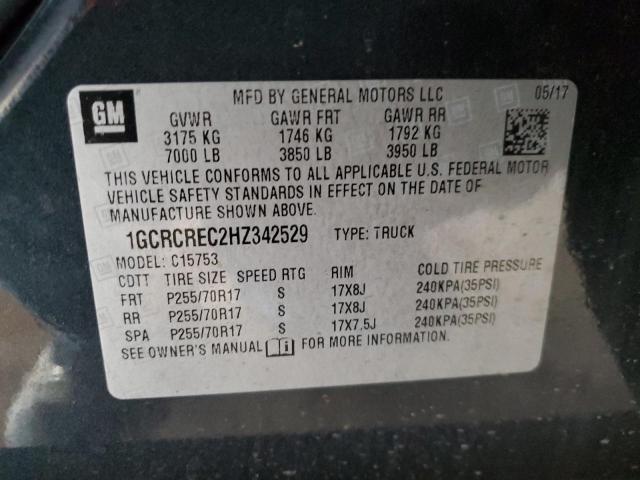 GM
MFD BY GENERAL MOTORS LLC 05/17
GVWR GAWR FRT GAWR RR
3175 KG 1746 KG 1792 KG
7000 LB 3850 LB 3950 LB
THIS VEHICLE CONFORMS TO ALL APPLICABLE U.S. FEDERAL MOTOR
VEHICLE SAFETY STANDARDS IN EFFECT ON THE DATE OF
MANUFACTURE SHOWN ABOVE.
1GCRCREC2HZ342529 TYPE: TRUCK
MODEL: C15753
CDTT TIRE SIZE SPEED RTG RIM COLD TIRE PRESSURE
FRT P255/70R17 S 17X8J 240KPA(35PSI)
RR P255/70R17 S 17X8J 240KPA(35PSI)
SPA P255/70R17 S 17X7.5J 240KPA(35PSI)
SEE OWNER'S MANUAL FOR MORE INFORMATION.